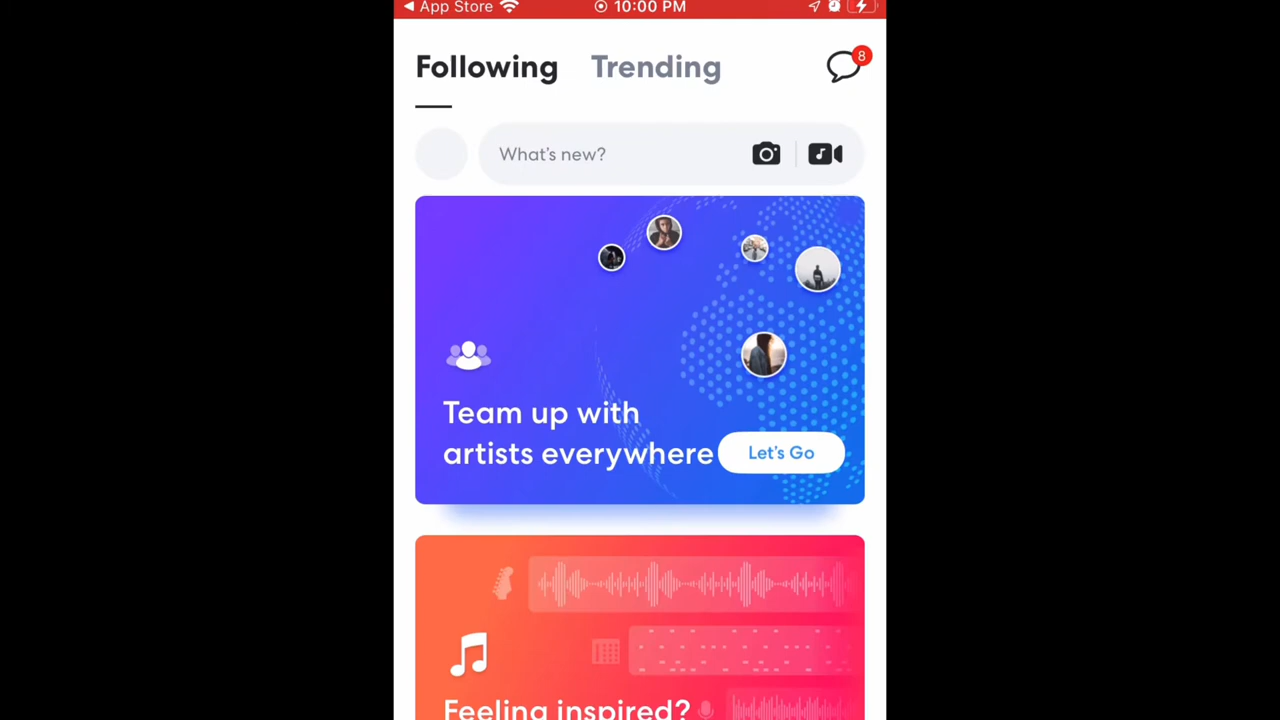 App Store 10:00 PM
Following Trending 8
What's new?
Team up with
artists everywhere
Let's Go
Feeling inspired?